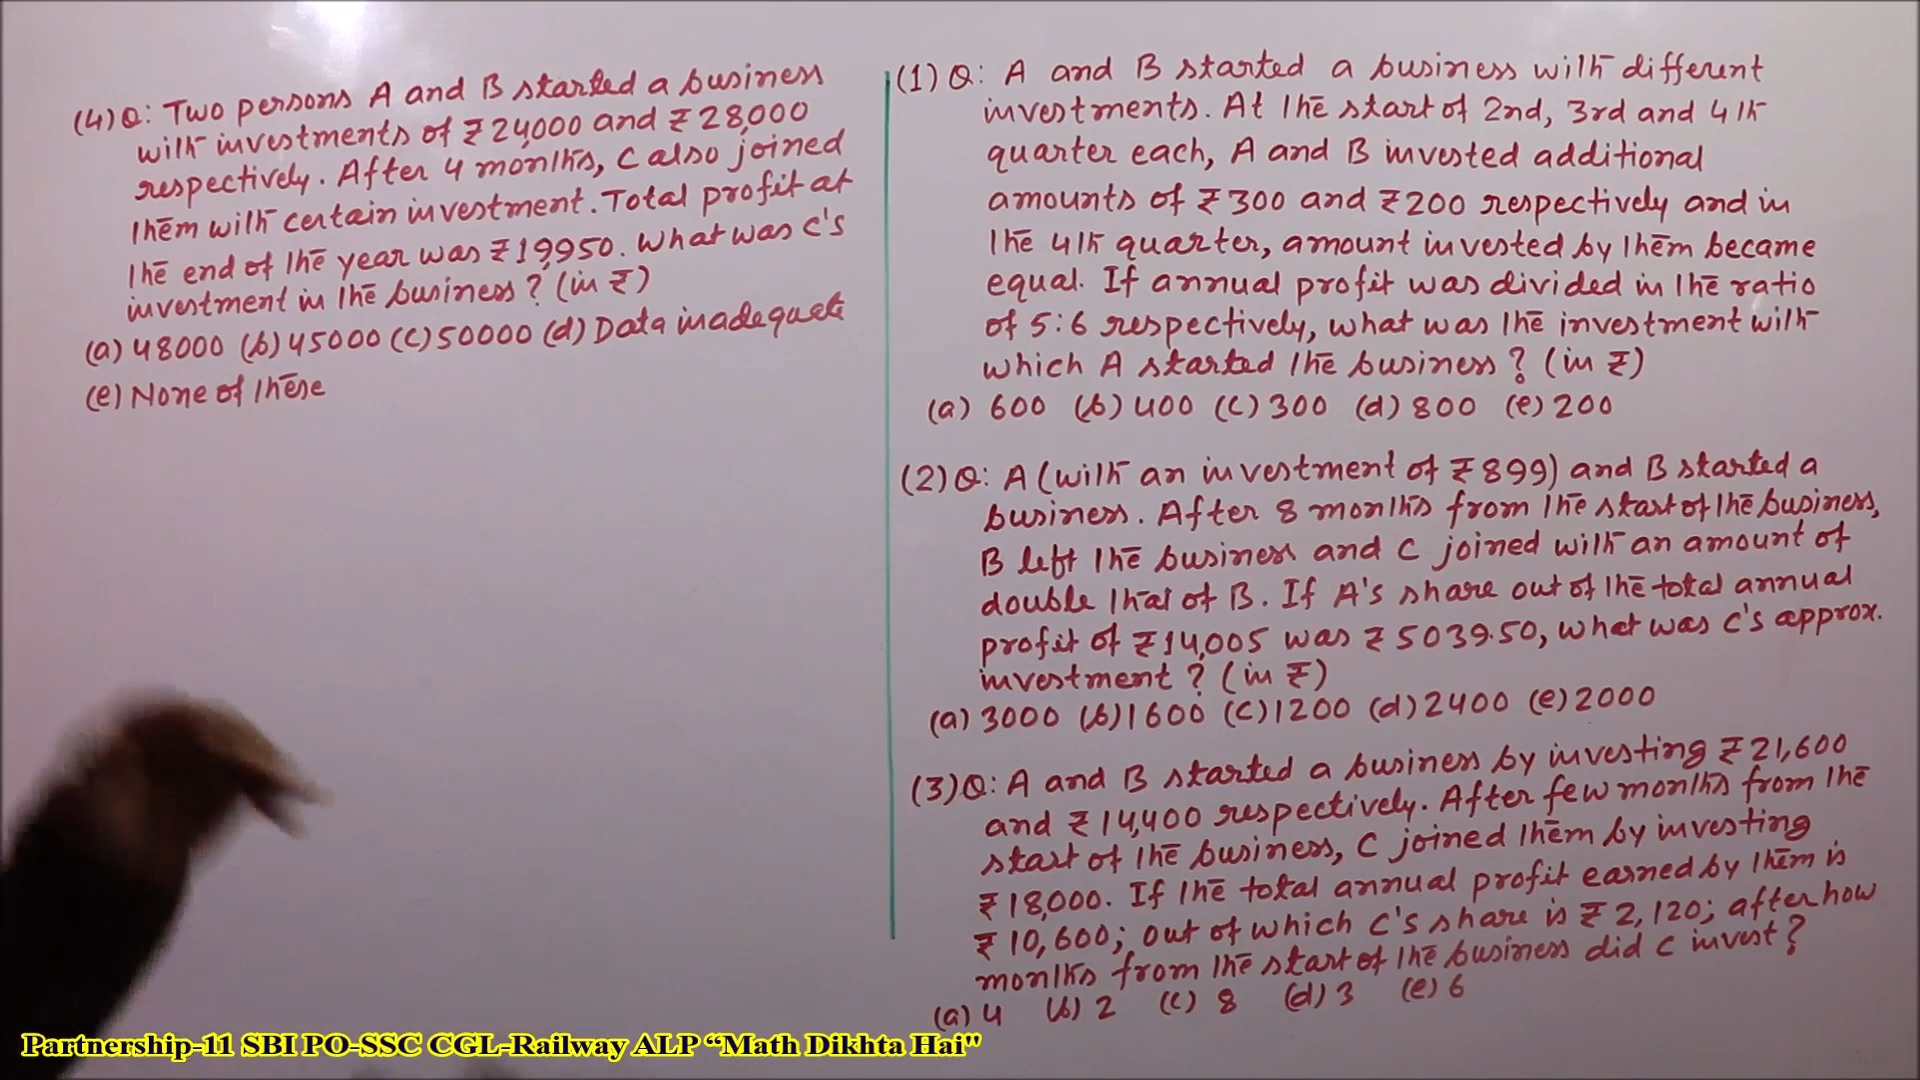 (4)Q: Two persons A and B started a business
with investments of ₹24,000 and ₹28,000
respectively. After 4 months, C also joined
them with certain investment. Total profit at
the end of the year was ₹19,950. What was C's
investment in the business? (in ₹)
(a) 48000 (b) 45000 (c) 50000 (d) Data inadequate
(e) None of these
(1)Q: A and B started a business with different
investments. At the start of 2nd, 3rd and 4th
quarter each, A and B invested additional
amounts of ₹300 and ₹200 respectively and in
the 4th quarter, amount invested by them became
equal. If annual profit was divided in the ratio
of 5:6 respectively, what was the investment with
which A started the business? (in ₹)
(a) 600 (b) 400 (c) 300 (d) 800 (e) 200
(2)Q: A (with an investment of ₹899) and B started a
business. After 8 months from the start of the business,
B left the business and C joined with an amount of
double that of B. If A's share out of the total annual
profit of ₹14,005 was ₹5039.50, what was C's approx.
investment? (in ₹)
(a) 3000 (b) 1600 (c) 1200 (d) 2400 (e) 2000
(3)Q: A and B started a business by investing ₹21,600
and ₹14,400 respectively. After few months from the
start of the business, C joined them by investing
₹18,000. If the total annual profit earned by them is
₹10,600; out of which C's share is ₹2,120; after how
months from the start of the business did C invest?
(a) 4 (b) 2 (c) 8 (d) 3 (e) 6
Partnership-11 SBI PO-SSC CGL-Railway ALP “Math Dikhta Hai"